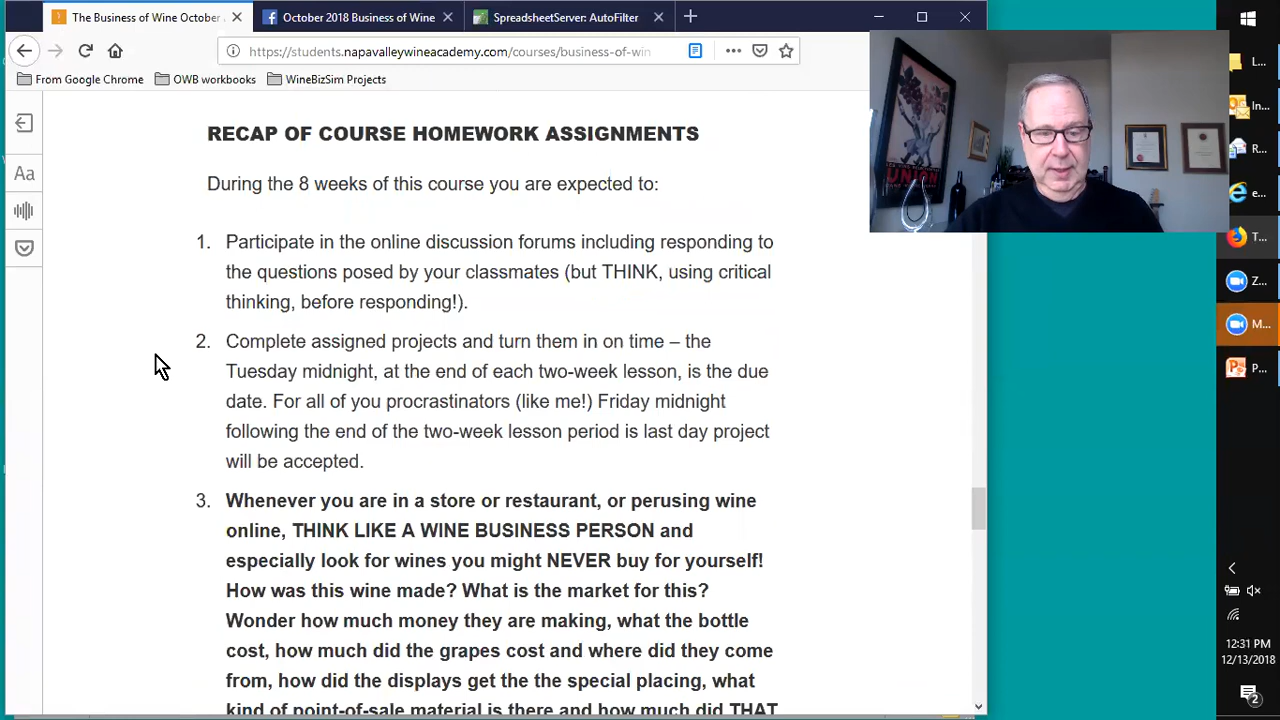 The Business of Wine October
October 2018 Business of Wine
SpreadsheetServer: AutoFilter
https://students.napavalleywineacademy.com/courses/business-of-win
From Google Chrome
OWB workbooks
WineBizSim Projects
Aa
RECAP OF COURSE HOMEWORK ASSIGNMENTS
During the 8 weeks of this course you are expected to:
1. Participate in the online discussion forums including responding to
the questions posed by your classmates (but THINK, using critical
thinking, before responding!).
2. Complete assigned projects and turn them in on time – the
Tuesday midnight, at the end of each two-week lesson, is the due
date. For all of you procrastinators (like me!) Friday midnight
following the end of the two-week lesson period is last day project
will be accepted.
3. Whenever you are in a store or restaurant, or perusing wine
online, THINK LIKE A WINE BUSINESS PERSON and
especially look for wines you might NEVER buy for yourself!
How was this wine made? What is the market for this?
Wonder how much money they are making, what the bottle
cost, how much did the grapes cost and where did they come
from, how did the displays get the the special placing, what
kind of point-of-sale material is there and how much did THAT
UNION
L...
In...
R...
e...
T...
Z...
M...
P...
12:31 PM
12/13/2018
2